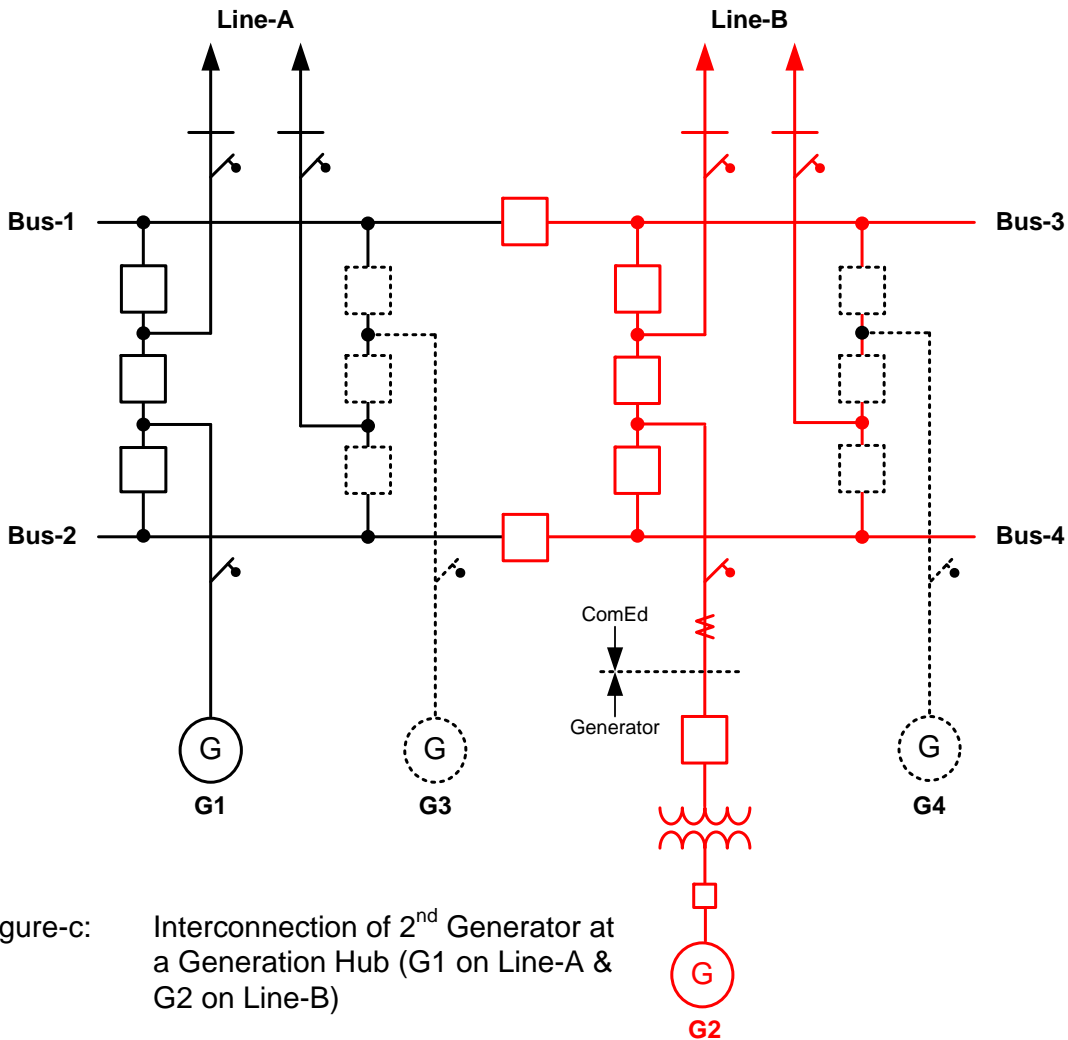 Line-A
Line-B
Bus-1
Bus-3
Bus-2
Bus-4
ComEd
Generator
G
G1
G
G3
G
G4
G
G2
gure-c: Interconnection of 2nd Generator at
a Generation Hub (G1 on Line-A &
G2 on Line-B)